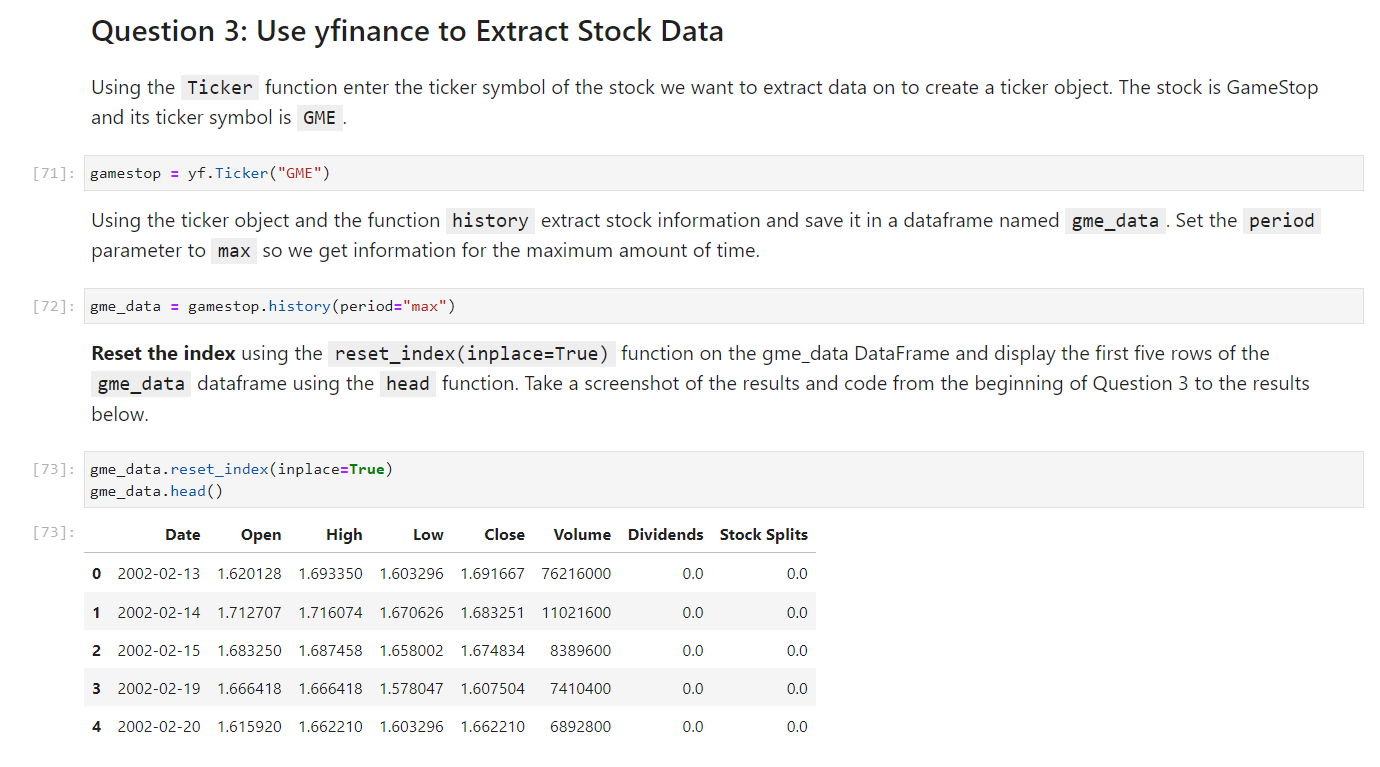 Question 3: Use yfinance to Extract Stock Data
Using the Ticker function enter the ticker symbol of the stock we want to extract data on to create a ticker object. The stock is GameStop
and its ticker symbol is GME.
[71]: gamestop = yf.Ticker("GME")
Using the ticker object and the function history extract stock information and save it in a dataframe named gme_data. Set the period
parameter to max so we get information for the maximum amount of time.
[72]: gme_data = gamestop.history(period="max")
Reset the index using the reset_index(inplace=True) function on the gme_data DataFrame and display the first five rows of the
gme_data dataframe using the head function. Take a screenshot of the results and code from the beginning of Question 3 to the results
below.
[73]: gme_data.reset_index(inplace=True)
gme_data.head()
[73]: Date Open High Low Close Volume Dividends Stock Splits
0 2002-02-13 1.620128 1.693350 1.603296 1.691667 76216000 0.0 0.0
1 2002-02-14 1.712707 1.716074 1.670626 1.683251 11021600 0.0 0.0
2 2002-02-15 1.683250 1.687458 1.658002 1.674834 8389600 0.0 0.0
3 2002-02-19 1.666418 1.666418 1.578047 1.607504 7410400 0.0 0.0
4 2002-02-20 1.615920 1.662210 1.603296 1.662210 6892800 0.0 0.0